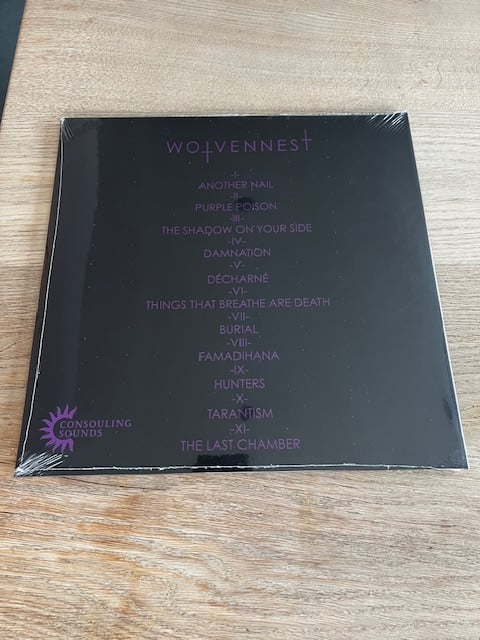 WOLVENNEST
-I-
ANOTHER NAIL
-II-
PURPLE POISON
-III-
THE SHADOW ON YOUR SIDE
-IV-
DAMNATION
-V-
DÉCHARNÉ
-VI-
THINGS THAT BREATHE ARE DEATH
-VII-
BURIAL
-VIII-
FAMADIHANA
-IX-
HUNTERS
-X-
TARANTISM
-XI-
THE LAST CHAMBER
CONSOULING
SOUNDS